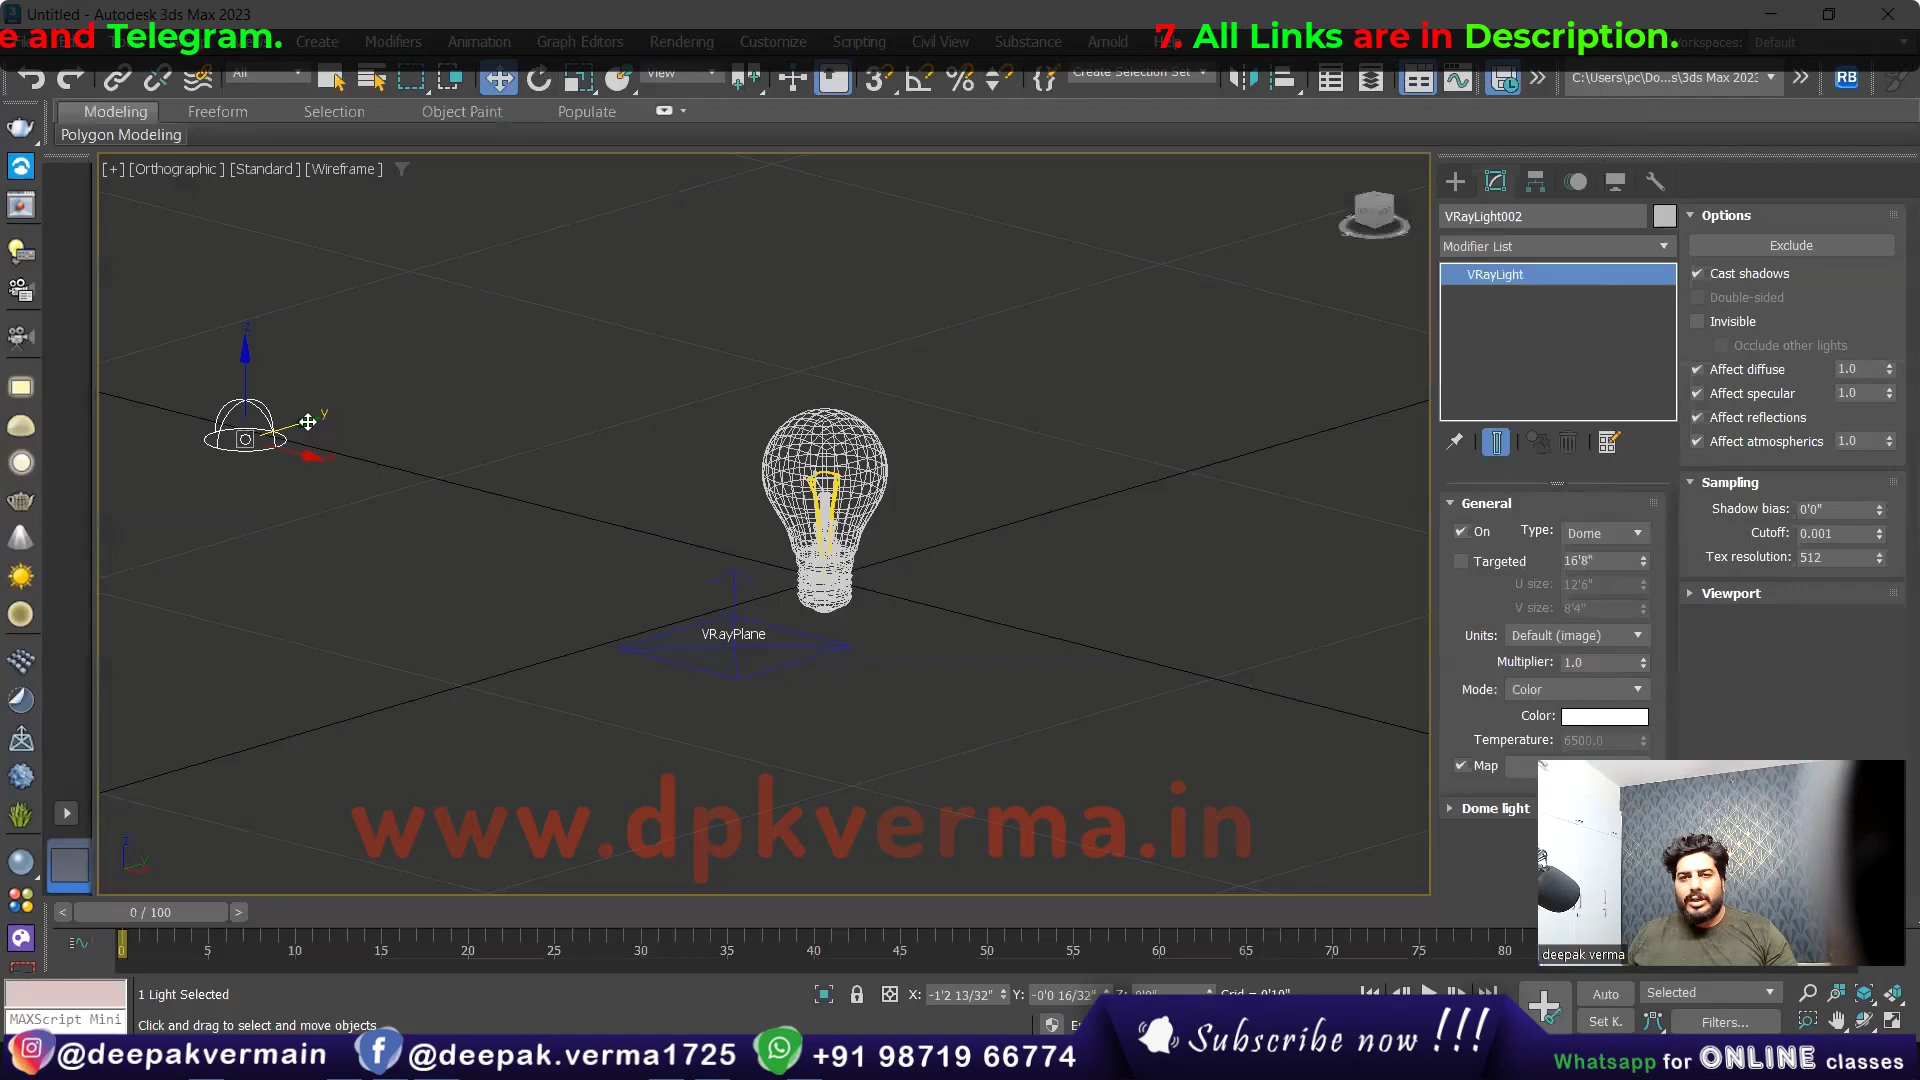 Untitled - Autodesk 3ds Max 2023
e and Telegram.
7. All Links are in Description.
Create Modifiers Animation Graph Editors Rendering Customize Scripting Civil View Substance Arnold
Workspaces: Default
All
View
Create Selection Set
C:\Users\pc\Do...s\3ds Max 2023
RB
Modeling Freeform Selection Object Paint Populate
Polygon Modeling
[+] [Orthographic ] [Standard ] [Wireframe ]
VRayLight002
Modifier List
VRayLight
Options
Exclude
Cast shadows
Double-sided
Invisible
Occlude other lights
Affect diffuse 1.0
Affect specular 1.0
Affect reflections
Affect atmospherics 1.0
Sampling
Shadow bias: 0'0"
Cutoff: 0.001
Tex resolution: 512
Viewport
General
On Type: Dome
Targeted 16'8"
U size: 12'6"
V size: 8'4"
Units: Default (image)
Multiplier: 1.0
Mode: Color
Color:
Temperature: 6500.0
Map
Dome light
z
y
VRayPlane
www.dpkverma.in
deepak verma
< 0 / 100 >
0 5 10 15 20 25 30 35 40 45 50 55 60 65 70 75 80
1 Light Selected
X: -1'2 13/32" Y: -0'0 16/32" Z: 0'0" Grid = 0'10"
MAXScript Mini
Click and drag to select and move objects
Auto Selected
Set K. Filters...
@deepakvermain
@deepak.verma1725
+91 98719 66774
Subscribe now !!!
Whatsapp for ONLINE classes